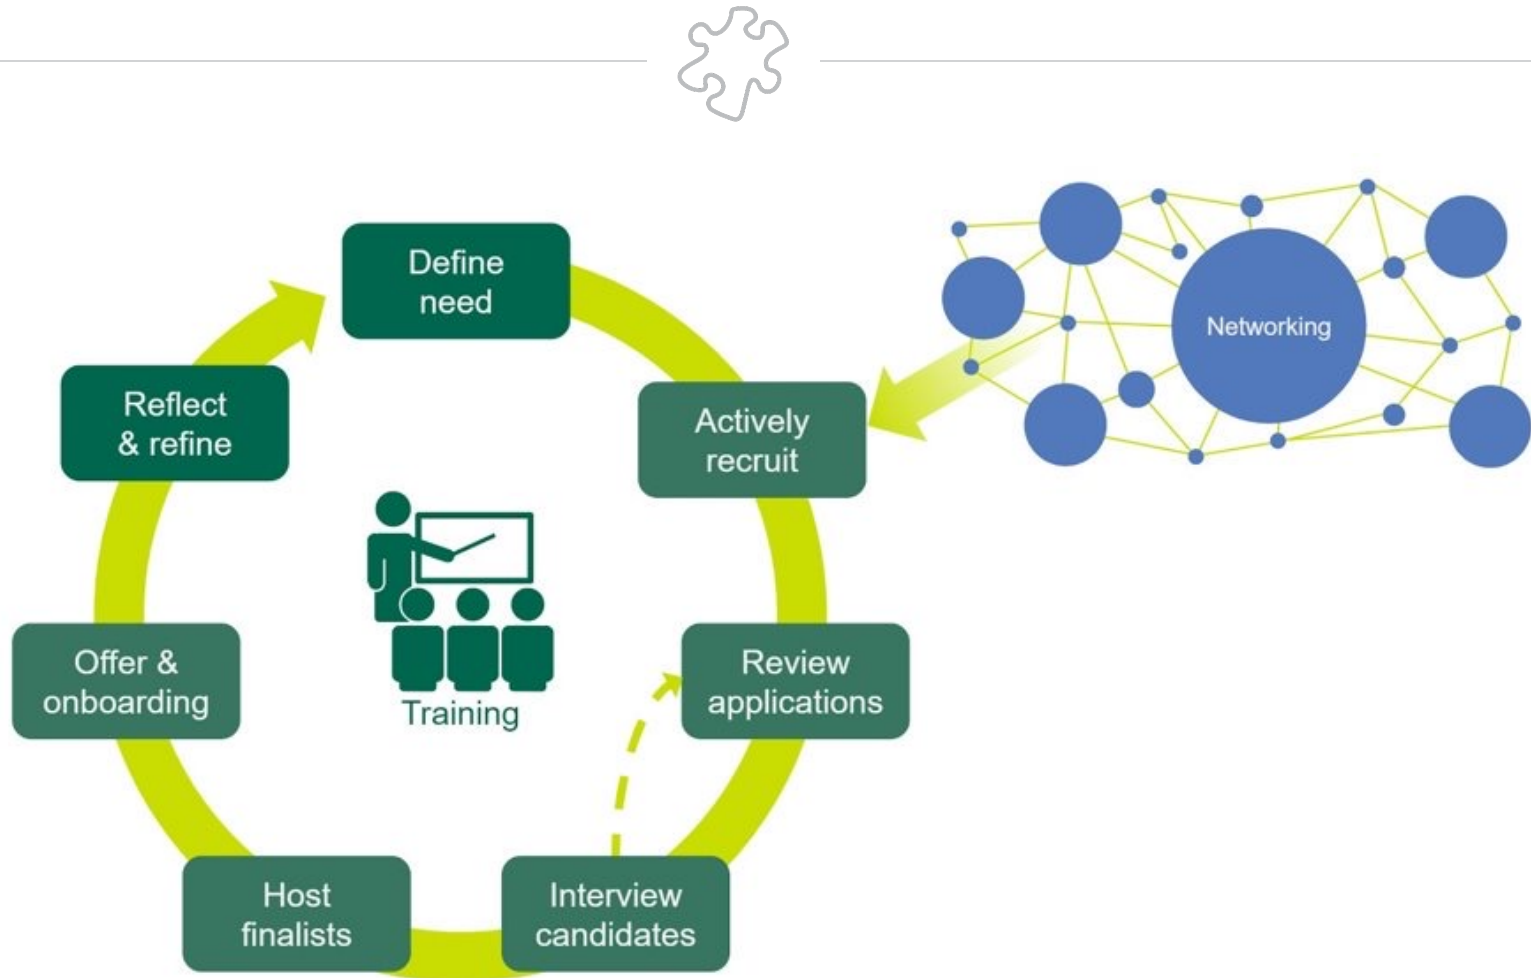 Define
need
Networking
Reflect
& refine
Actively
recruit
Offer &
onboarding
Training
Review
applications
Host
finalists
Interview
candidates